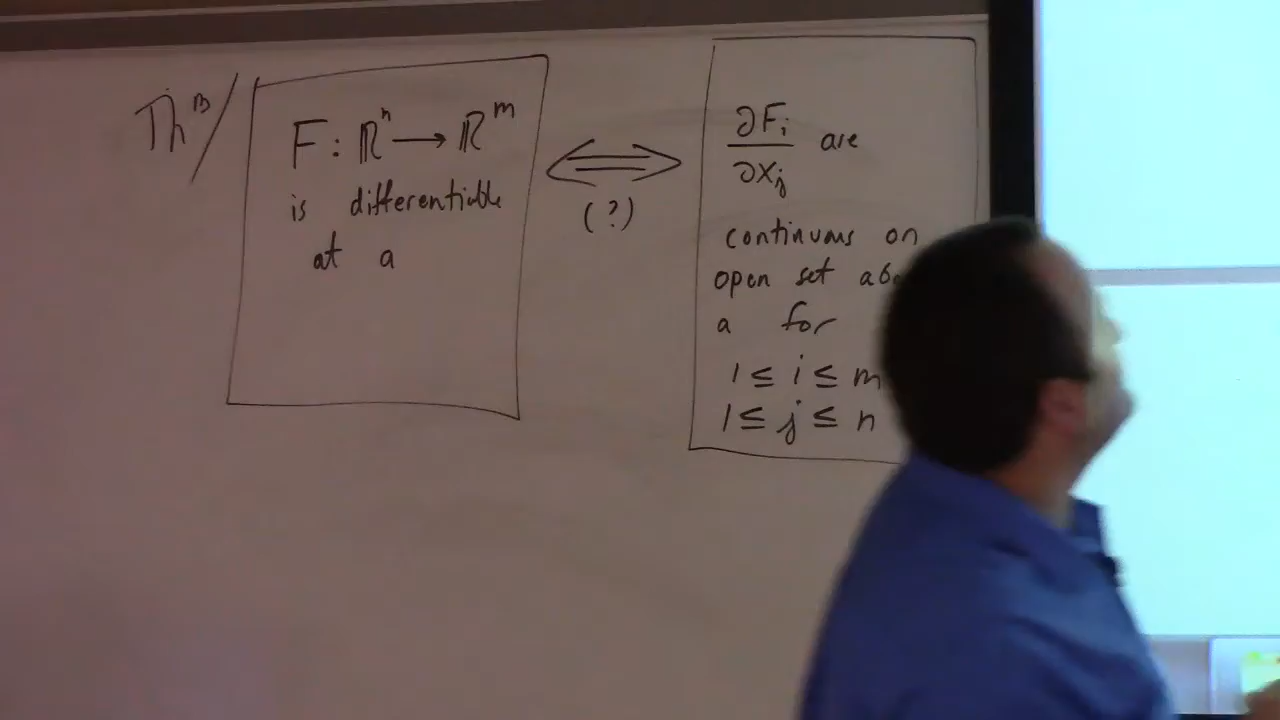 Thm/
F: ℝⁿ → ℝᵐ
is differentiable
at a
⟺
(?)
∂Fᵢ/∂xⱼ are
continuous on
open set
a for
1 ≤ i ≤ m
1 ≤ j ≤ n